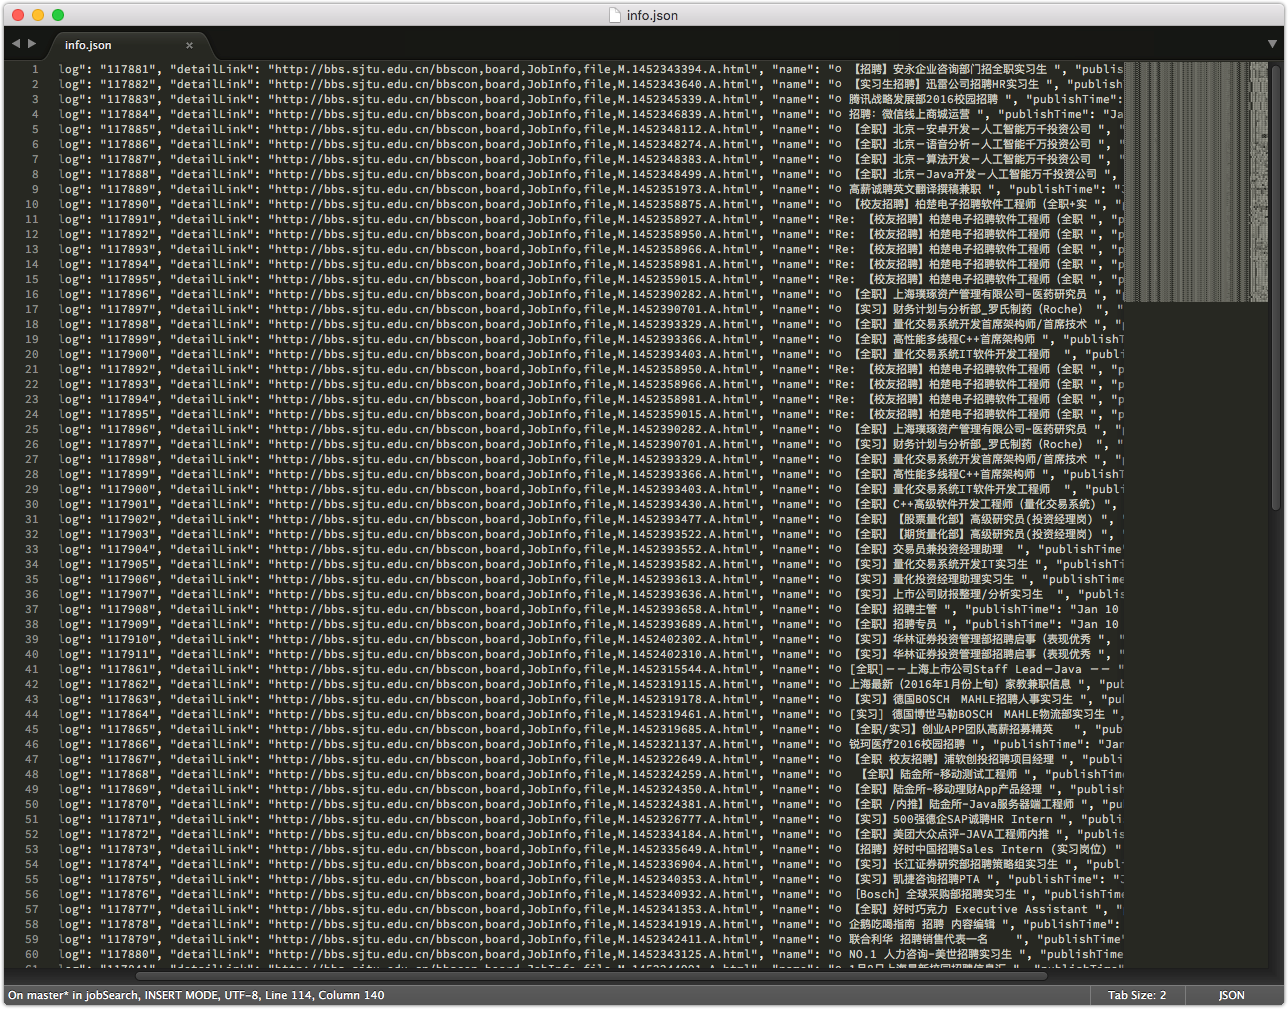 info.json
info.json ×
1 log": "117881", "detailLink": "http://bbs.sjtu.edu.cn/bbscon,board,JobInfo,file,M.1452343394.A.html", "name": "○ 【招聘】安永企业咨询部门招全职实习生 ", "publis
2 log": "117882", "detailLink": "http://bbs.sjtu.edu.cn/bbscon,board,JobInfo,file,M.1452343640.A.html", "name": "○ 【实习生招聘】迅雷公司招聘HR实习生 ", "publish
3 log": "117883", "detailLink": "http://bbs.sjtu.edu.cn/bbscon,board,JobInfo,file,M.1452345339.A.html", "name": "○ 腾讯战略发展部2016校园招聘 ", "publishTime":
4 log": "117884", "detailLink": "http://bbs.sjtu.edu.cn/bbscon,board,JobInfo,file,M.1452346839.A.html", "name": "○ 招聘：微信线上商城运营 ", "publishTime": "Ja
5 log": "117885", "detailLink": "http://bbs.sjtu.edu.cn/bbscon,board,JobInfo,file,M.1452348112.A.html", "name": "○ 【全职】北京－安卓开发－人工智能万千投资公司 ", "
6 log": "117886", "detailLink": "http://bbs.sjtu.edu.cn/bbscon,board,JobInfo,file,M.1452348274.A.html", "name": "○ 【全职】北京－语音分析－人工智能千万投资公司 ", "
7 log": "117887", "detailLink": "http://bbs.sjtu.edu.cn/bbscon,board,JobInfo,file,M.1452348383.A.html", "name": "○ 【全职】北京－算法开发－人工智能万千投资公司 ", "
8 log": "117888", "detailLink": "http://bbs.sjtu.edu.cn/bbscon,board,JobInfo,file,M.1452348499.A.html", "name": "○ 【全职】北京－Java开发－人工智能万千投资公司 ",
9 log": "117889", "detailLink": "http://bbs.sjtu.edu.cn/bbscon,board,JobInfo,file,M.1452351973.A.html", "name": "○ 高薪诚聘英文翻译撰稿兼职 ", "publishTime": "J
10 log": "117890", "detailLink": "http://bbs.sjtu.edu.cn/bbscon,board,JobInfo,file,M.1452358875.A.html", "name": "○ 【校友招聘】柏楚电子招聘软件工程师（全职+实 ", "p
11 log": "117891", "detailLink": "http://bbs.sjtu.edu.cn/bbscon,board,JobInfo,file,M.1452358927.A.html", "name": "Re: 【校友招聘】柏楚电子招聘软件工程师（全职 ", "p
12 log": "117892", "detailLink": "http://bbs.sjtu.edu.cn/bbscon,board,JobInfo,file,M.1452358950.A.html", "name": "Re: 【校友招聘】柏楚电子招聘软件工程师（全职 ", "p
13 log": "117893", "detailLink": "http://bbs.sjtu.edu.cn/bbscon,board,JobInfo,file,M.1452358966.A.html", "name": "Re: 【校友招聘】柏楚电子招聘软件工程师（全职 ", "p
14 log": "117894", "detailLink": "http://bbs.sjtu.edu.cn/bbscon,board,JobInfo,file,M.1452358981.A.html", "name": "Re: 【校友招聘】柏楚电子招聘软件工程师（全职 ", "p
15 log": "117895", "detailLink": "http://bbs.sjtu.edu.cn/bbscon,board,JobInfo,file,M.1452359015.A.html", "name": "Re: 【校友招聘】柏楚电子招聘软件工程师（全职 ", "p
16 log": "117896", "detailLink": "http://bbs.sjtu.edu.cn/bbscon,board,JobInfo,file,M.1452390282.A.html", "name": "○ 【全职】上海璞琢资产管理有限公司-医药研究员 ", "p
17 log": "117897", "detailLink": "http://bbs.sjtu.edu.cn/bbscon,board,JobInfo,file,M.1452390701.A.html", "name": "○ 【实习】财务计划与分析部_罗氏制药（Roche） ", "
18 log": "117898", "detailLink": "http://bbs.sjtu.edu.cn/bbscon,board,JobInfo,file,M.1452393329.A.html", "name": "○ 【全职】量化交易系统开发首席架构师/首席技术 ", "
19 log": "117899", "detailLink": "http://bbs.sjtu.edu.cn/bbscon,board,JobInfo,file,M.1452393366.A.html", "name": "○ 【全职】高性能多线程C++首席架构师 ", "publishT
20 log": "117900", "detailLink": "http://bbs.sjtu.edu.cn/bbscon,board,JobInfo,file,M.1452393403.A.html", "name": "○ 【全职】量化交易系统IT软件开发工程师  ", "publi
21 log": "117892", "detailLink": "http://bbs.sjtu.edu.cn/bbscon,board,JobInfo,file,M.1452358950.A.html", "name": "Re: 【校友招聘】柏楚电子招聘软件工程师（全职 ", "p
22 log": "117893", "detailLink": "http://bbs.sjtu.edu.cn/bbscon,board,JobInfo,file,M.1452358966.A.html", "name": "Re: 【校友招聘】柏楚电子招聘软件工程师（全职 ", "p
23 log": "117894", "detailLink": "http://bbs.sjtu.edu.cn/bbscon,board,JobInfo,file,M.1452358981.A.html", "name": "Re: 【校友招聘】柏楚电子招聘软件工程师（全职 ", "p
24 log": "117895", "detailLink": "http://bbs.sjtu.edu.cn/bbscon,board,JobInfo,file,M.1452359015.A.html", "name": "Re: 【校友招聘】柏楚电子招聘软件工程师（全职 ", "p
25 log": "117896", "detailLink": "http://bbs.sjtu.edu.cn/bbscon,board,JobInfo,file,M.1452390282.A.html", "name": "○ 【全职】上海璞琢资产管理有限公司-医药研究员 ", "p
26 log": "117897", "detailLink": "http://bbs.sjtu.edu.cn/bbscon,board,JobInfo,file,M.1452390701.A.html", "name": "○ 【实习】财务计划与分析部_罗氏制药（Roche） ", "
27 log": "117898", "detailLink": "http://bbs.sjtu.edu.cn/bbscon,board,JobInfo,file,M.1452393329.A.html", "name": "○ 【全职】量化交易系统开发首席架构师/首席技术 ", "
28 log": "117899", "detailLink": "http://bbs.sjtu.edu.cn/bbscon,board,JobInfo,file,M.1452393366.A.html", "name": "○ 【全职】高性能多线程C++首席架构师 ", "publishT
29 log": "117900", "detailLink": "http://bbs.sjtu.edu.cn/bbscon,board,JobInfo,file,M.1452393403.A.html", "name": "○ 【全职】量化交易系统IT软件开发工程师  ", "publi
30 log": "117901", "detailLink": "http://bbs.sjtu.edu.cn/bbscon,board,JobInfo,file,M.1452393430.A.html", "name": "○ 【全职】C++高级软件开发工程师（量化交易系统）",
31 log": "117902", "detailLink": "http://bbs.sjtu.edu.cn/bbscon,board,JobInfo,file,M.1452393477.A.html", "name": "○ 【全职】【股票量化部】高级研究员(投资经理岗) ", "
32 log": "117903", "detailLink": "http://bbs.sjtu.edu.cn/bbscon,board,JobInfo,file,M.1452393522.A.html", "name": "○ 【全职】【期货量化部】高级研究员(投资经理岗) ", "
33 log": "117904", "detailLink": "http://bbs.sjtu.edu.cn/bbscon,board,JobInfo,file,M.1452393552.A.html", "name": "○ 【全职】交易员兼投资经理助理  ", "publishTime"
34 log": "117905", "detailLink": "http://bbs.sjtu.edu.cn/bbscon,board,JobInfo,file,M.1452393582.A.html", "name": "○ 【实习】量化交易系统开发IT实习生 ", "publishTi
35 log": "117906", "detailLink": "http://bbs.sjtu.edu.cn/bbscon,board,JobInfo,file,M.1452393613.A.html", "name": "○ 【实习】量化投资经理助理实习生 ", "publishTime
36 log": "117907", "detailLink": "http://bbs.sjtu.edu.cn/bbscon,board,JobInfo,file,M.1452393636.A.html", "name": "○ 【实习】上市公司财报整理/分析实习生  ", "publis
37 log": "117908", "detailLink": "http://bbs.sjtu.edu.cn/bbscon,board,JobInfo,file,M.1452393658.A.html", "name": "○ 【全职】招聘主管 ", "publishTime": "Jan 10
38 log": "117909", "detailLink": "http://bbs.sjtu.edu.cn/bbscon,board,JobInfo,file,M.1452393689.A.html", "name": "○ 【全职】招聘专员 ", "publishTime": "Jan 10
39 log": "117910", "detailLink": "http://bbs.sjtu.edu.cn/bbscon,board,JobInfo,file,M.1452402302.A.html", "name": "○ 【实习】华林证券投资管理部招聘启事（表现优秀 ", "
40 log": "117911", "detailLink": "http://bbs.sjtu.edu.cn/bbscon,board,JobInfo,file,M.1452402310.A.html", "name": "○ 【实习】华林证券投资管理部招聘启事（表现优秀 ", "
41 log": "117861", "detailLink": "http://bbs.sjtu.edu.cn/bbscon,board,JobInfo,file,M.1452315544.A.html", "name": "○ [全职]－－上海上市公司Staff Lead－Java －－ "
42 log": "117862", "detailLink": "http://bbs.sjtu.edu.cn/bbscon,board,JobInfo,file,M.1452319115.A.html", "name": "○ 上海最新（2016年1月份上旬）家教兼职信息 ", "pub
43 log": "117863", "detailLink": "http://bbs.sjtu.edu.cn/bbscon,board,JobInfo,file,M.1452319178.A.html", "name": "○ 【实习】德国BOSCH  MAHLE招聘人事实习生 ", "pub
44 log": "117864", "detailLink": "http://bbs.sjtu.edu.cn/bbscon,board,JobInfo,file,M.1452319461.A.html", "name": "○ [实习] 德国博世马勒BOSCH  MAHLE物流部实习生 ",
45 log": "117865", "detailLink": "http://bbs.sjtu.edu.cn/bbscon,board,JobInfo,file,M.1452319685.A.html", "name": "○ 【全职/实习】创业APP团队高薪招募精英   ", "pub
46 log": "117866", "detailLink": "http://bbs.sjtu.edu.cn/bbscon,board,JobInfo,file,M.1452321137.A.html", "name": "○ 锐珂医疗2016校园招聘 ", "publishTime": "Jan
47 log": "117867", "detailLink": "http://bbs.sjtu.edu.cn/bbscon,board,JobInfo,file,M.1452322649.A.html", "name": "○ 【全职 校友招聘】浦软创投招聘项目经理 ", "publi
48 log": "117868", "detailLink": "http://bbs.sjtu.edu.cn/bbscon,board,JobInfo,file,M.1452324259.A.html", "name": "○  【全职】陆金所-移动测试工程师 ", "publishTim
49 log": "117869", "detailLink": "http://bbs.sjtu.edu.cn/bbscon,board,JobInfo,file,M.1452324350.A.html", "name": "○ 【全职】陆金所-移动理财App产品经理 ", "publish
50 log": "117870", "detailLink": "http://bbs.sjtu.edu.cn/bbscon,board,JobInfo,file,M.1452324381.A.html", "name": "○ 【全职 /内推】陆金所-Java服务器端工程师 ", "pu
51 log": "117871", "detailLink": "http://bbs.sjtu.edu.cn/bbscon,board,JobInfo,file,M.1452326777.A.html", "name": "○ 【实习】500强德企SAP诚聘HR Intern ", "publis
52 log": "117872", "detailLink": "http://bbs.sjtu.edu.cn/bbscon,board,JobInfo,file,M.1452334184.A.html", "name": "○ 【全职】美团大众点评-JAVA工程师内推 ", "publis
53 log": "117873", "detailLink": "http://bbs.sjtu.edu.cn/bbscon,board,JobInfo,file,M.1452335649.A.html", "name": "○ 【招聘】好时中国招聘Sales Intern (实习岗位) "
54 log": "117874", "detailLink": "http://bbs.sjtu.edu.cn/bbscon,board,JobInfo,file,M.1452336904.A.html", "name": "○ 【实习】长江证券研究部招聘策略组实习生 ", "publi
55 log": "117875", "detailLink": "http://bbs.sjtu.edu.cn/bbscon,board,JobInfo,file,M.1452340353.A.html", "name": "○ 【实习】凯捷咨询招聘PTA ", "publishTime": "J
56 log": "117876", "detailLink": "http://bbs.sjtu.edu.cn/bbscon,board,JobInfo,file,M.1452340932.A.html", "name": "○ ［Bosch］全球采购部招聘实习生 ", "publishTime
57 log": "117877", "detailLink": "http://bbs.sjtu.edu.cn/bbscon,board,JobInfo,file,M.1452341353.A.html", "name": "○ 【全职】好时巧克力 Executive Assistant ", "
58 log": "117878", "detailLink": "http://bbs.sjtu.edu.cn/bbscon,board,JobInfo,file,M.1452341919.A.html", "name": "○ 企鹅吃喝指南 招聘 内容编辑 ", "publishTime":
59 log": "117879", "detailLink": "http://bbs.sjtu.edu.cn/bbscon,board,JobInfo,file,M.1452342411.A.html", "name": "○ 联合利华 招聘销售代表一名    ", "publishTime"
60 log": "117880", "detailLink": "http://bbs.sjtu.edu.cn/bbscon,board,JobInfo,file,M.1452343125.A.html", "name": "○ NO.1 人力咨询-美世招聘实习生 ", "publishTime
On master* in jobSearch, INSERT MODE, UTF-8, Line 114, Column 140
Tab Size: 2
JSON